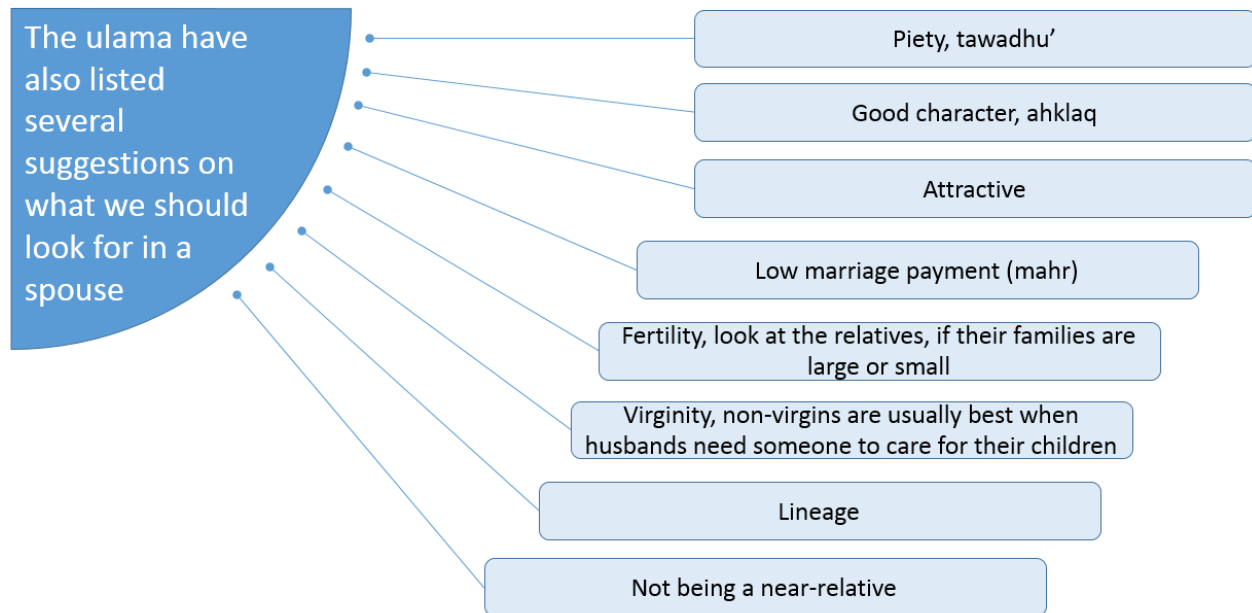 The ulama have
also listed
several
suggestions on
what we should
look for in a
spouse
Piety, tawadhu’
Good character, ahklaq
Attractive
Low marriage payment (mahr)
Fertility, look at the relatives, if their families are
large or small
Virginity, non-virgins are usually best when
husbands need someone to care for their children
Lineage
Not being a near-relative